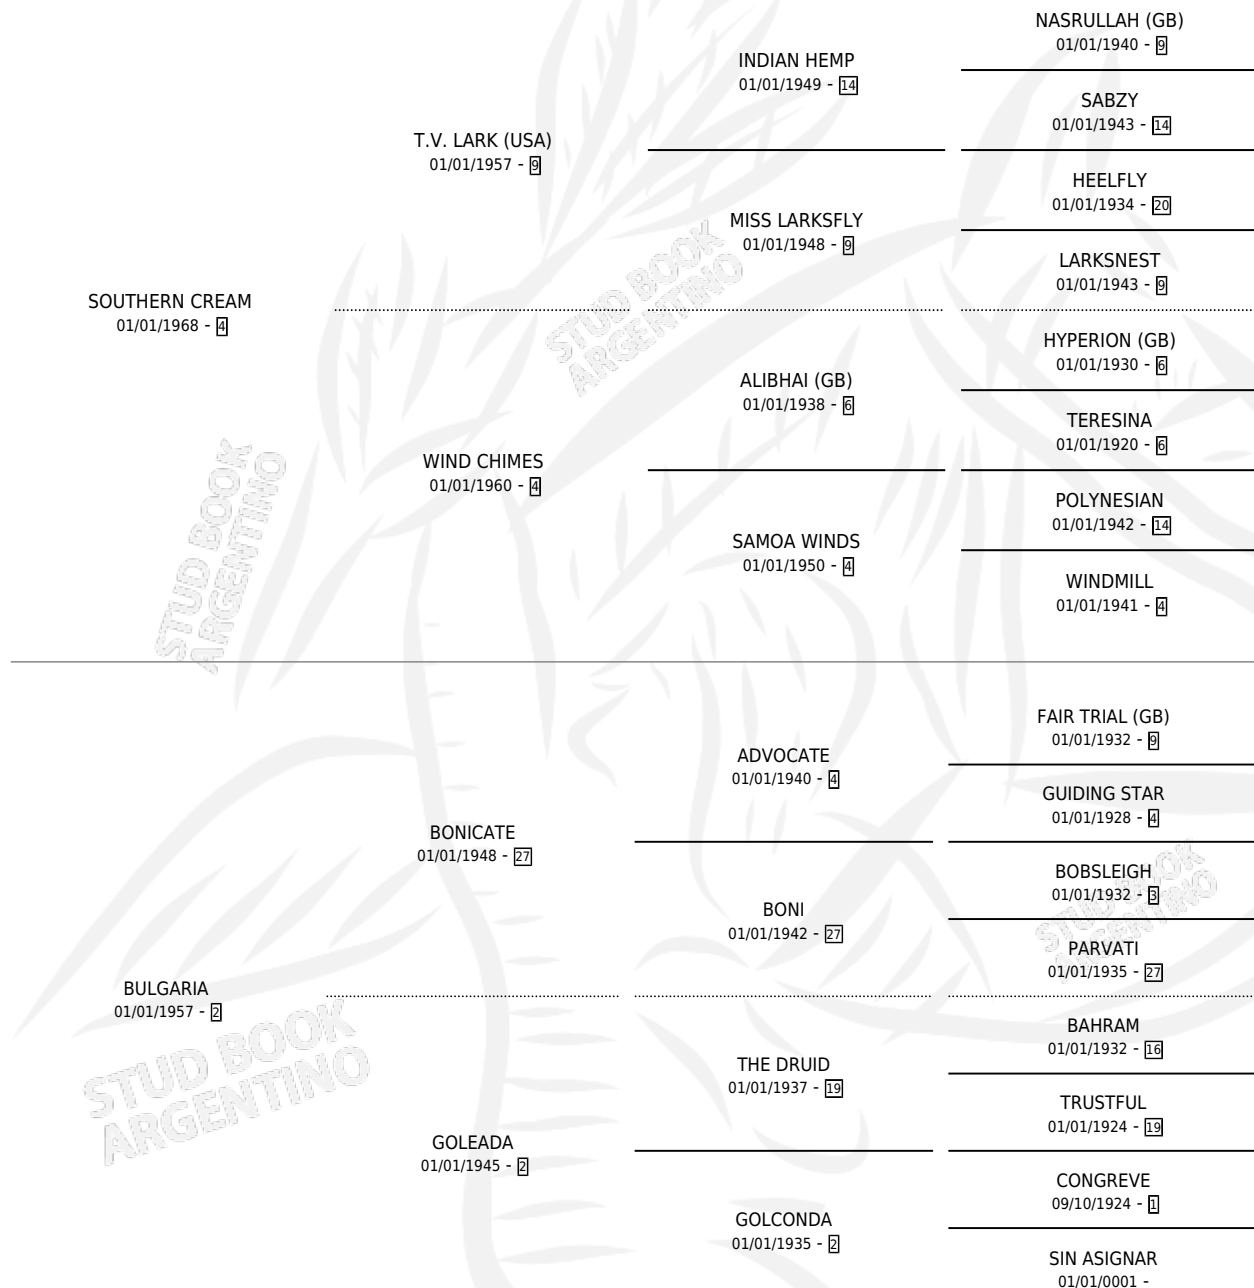 NASRULLAH (GB)
01/01/1940 - 9
INDIAN HEMP
01/01/1949 - 14
SABZY
01/01/1943 - 14
T.V. LARK (USA)
01/01/1957 - 9
HEELFLY
01/01/1934 - 20
MISS LARKSFLY
01/01/1948 - 9
LARKSNEST
01/01/1943 - 9
SOUTHERN CREAM
01/01/1968 - 4
HYPERION (GB)
01/01/1930 - 6
ALIBHAI (GB)
01/01/1938 - 6
TERESINA
01/01/1920 - 6
WIND CHIMES
01/01/1960 - 4
POLYNESIAN
01/01/1942 - 14
SAMOA WINDS
01/01/1950 - 4
WINDMILL
01/01/1941 - 4
FAIR TRIAL (GB)
01/01/1932 - 9
ADVOCATE
01/01/1940 - 4
GUIDING STAR
01/01/1928 - 4
BONICATE
01/01/1948 - 27
BOBSLEIGH
01/01/1932 - 3
BONI
01/01/1942 - 27
PARVATI
01/01/1935 - 27
BULGARIA
01/01/1957 - 2
BAHRAM
01/01/1932 - 16
THE DRUID
01/01/1937 - 19
TRUSTFUL
01/01/1924 - 19
GOLEADA
01/01/1945 - 2
CONGREVE
09/10/1924 - 1
GOLCONDA
01/01/1935 - 2
SIN ASIGNAR
01/01/0001 -
STUD BOOK
ARGENTINO
STUD BOOK
ARGENTINO
STUD BOOK
ARGENTINO
STUD BOOK
ARGENTINO